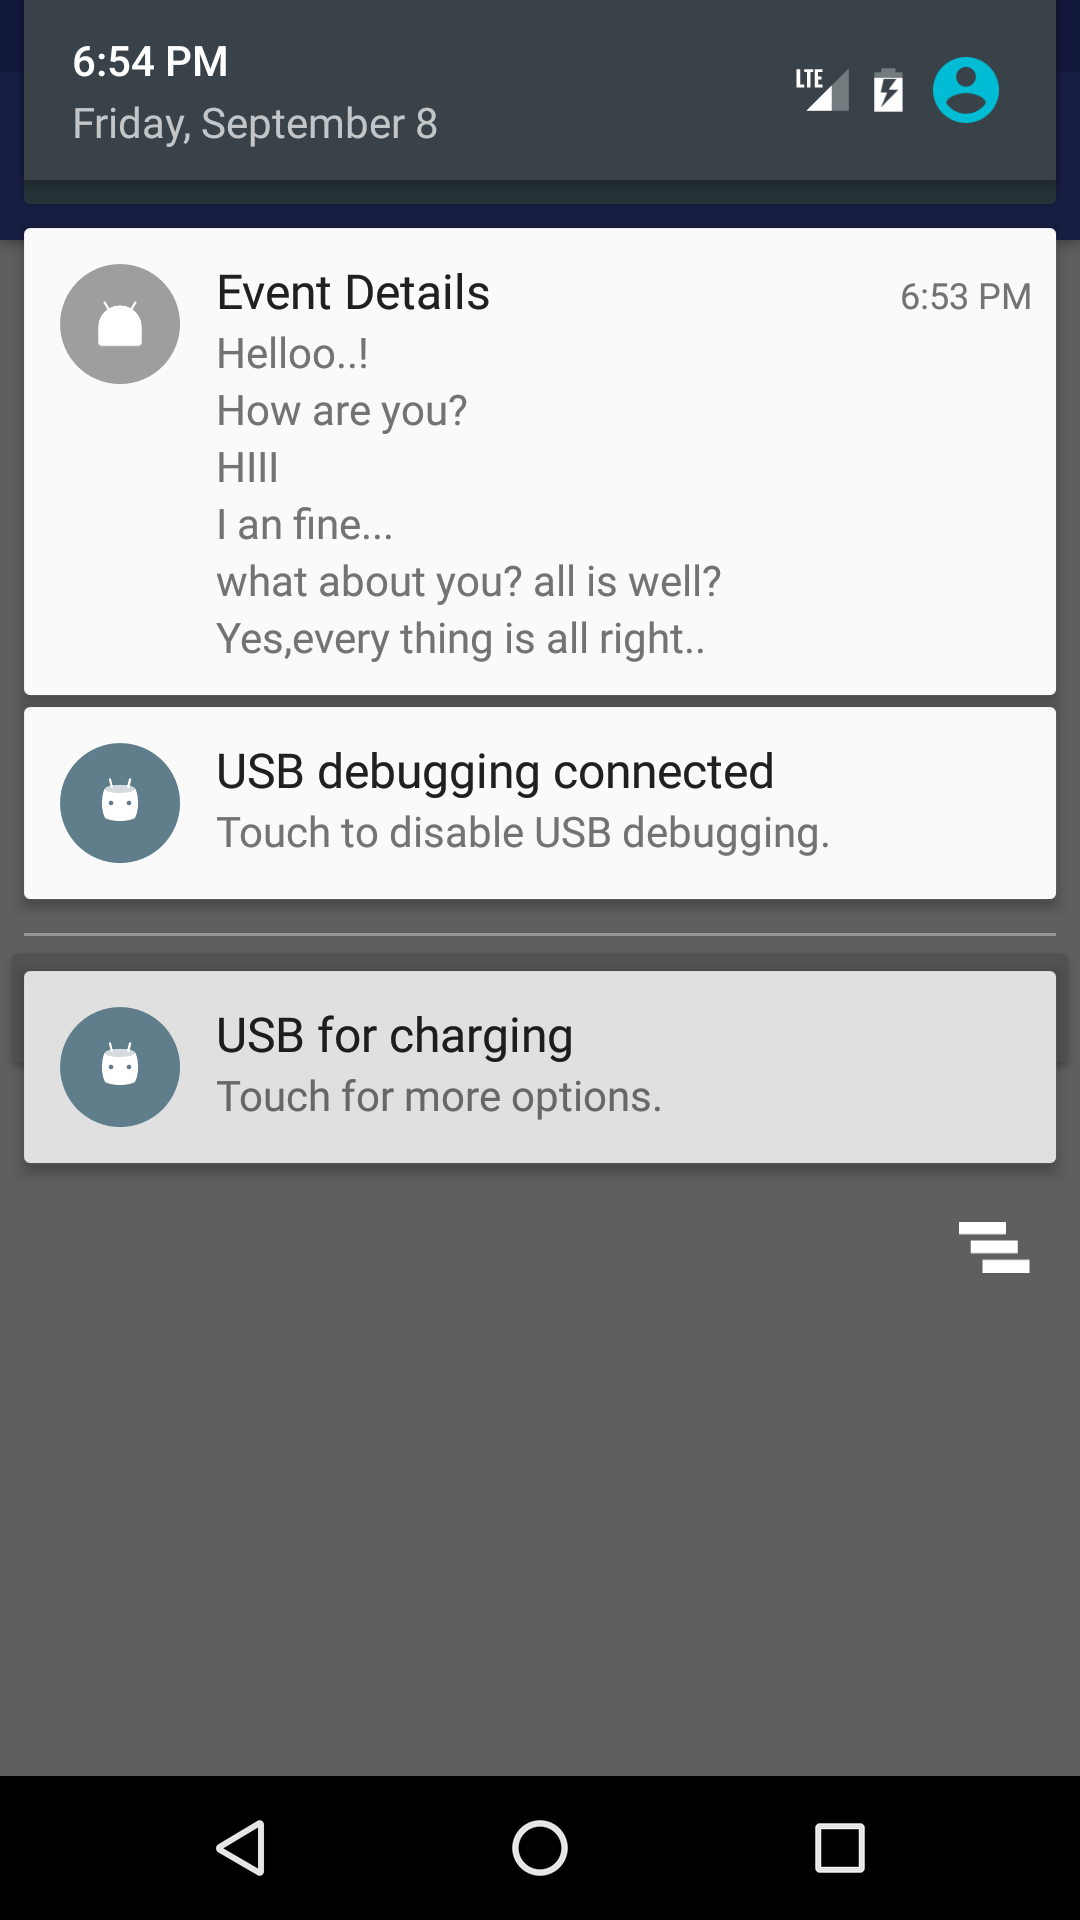 6:54 PM
LTE
Friday, September 8
Event Details
6:53 PM
Helloo..!
How are you?
HIII
I an fine...
what about you? all is well?
Yes,every thing is all right..
USB debugging connected
Touch to disable USB debugging.
USB for charging
Touch for more options.